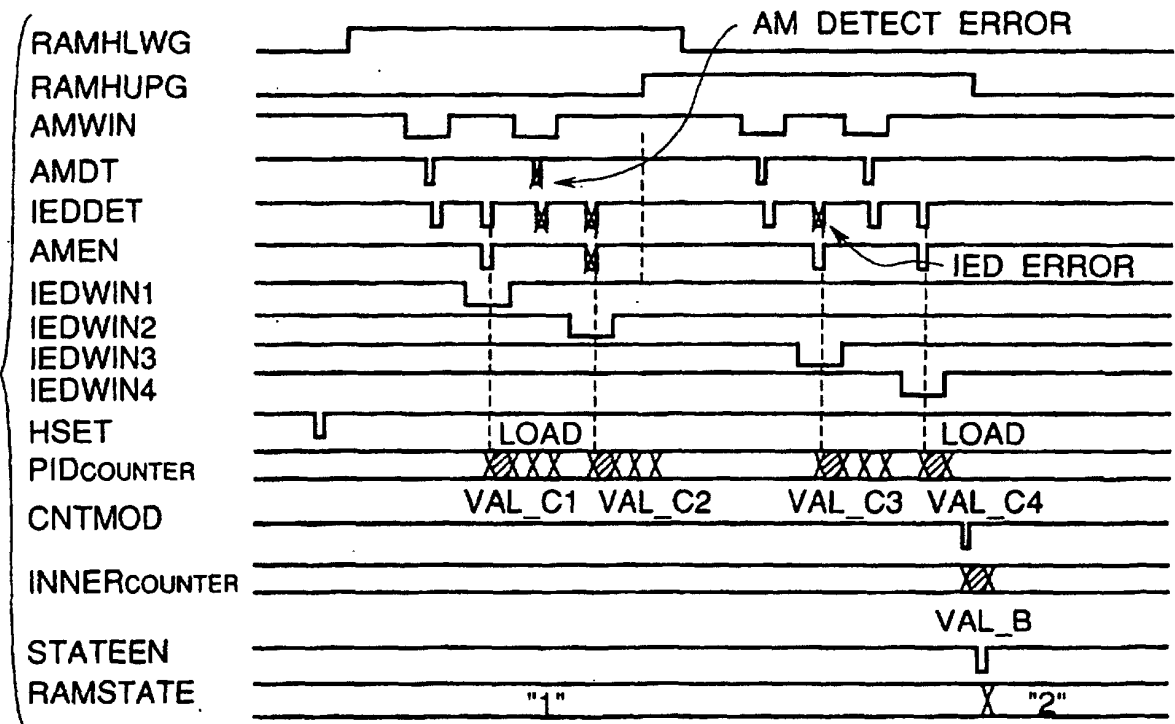 RAMHLWG
AM DETECT ERROR
RAMHUPG
AMWIN
AMDT
IEDDET
AMEN
IED ERROR
IEDWIN1
IEDWIN2
IEDWIN3
IEDWIN4
HSET
LOAD LOAD
PIDCOUNTER
VAL_C1 VAL_C2 VAL_C3 VAL_C4
CNTMOD
INNERCOUNTER
VAL_B
STATEEN
RAMSTATE "1" "2"